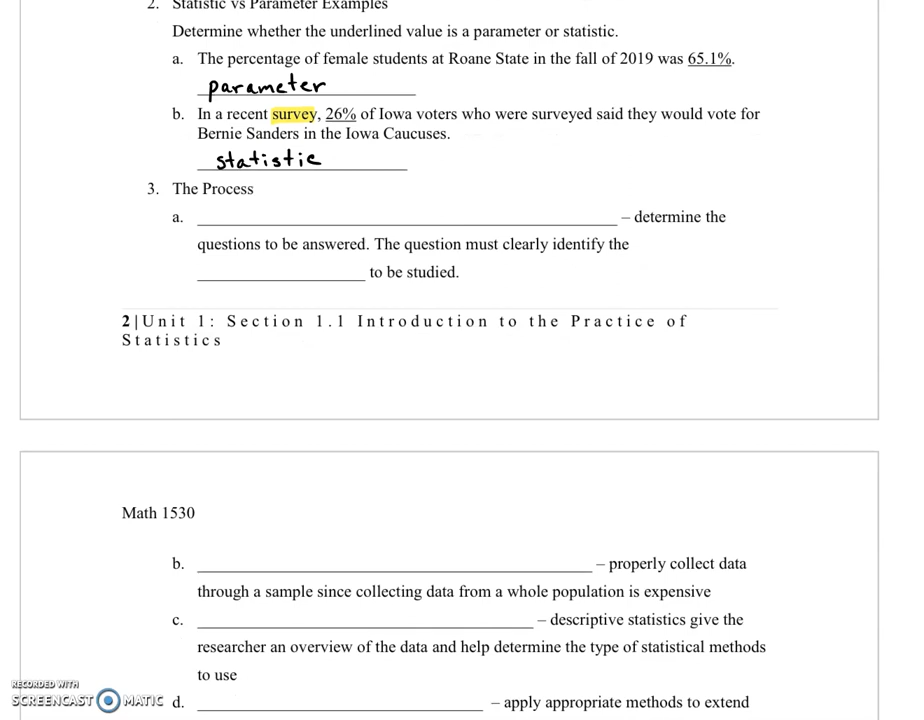 2. Statistic vs Parameter Examples
Determine whether the underlined value is a parameter or statistic.
a. The percentage of female students at Roane State in the fall of 2019 was 65.1%.
parameter
b. In a recent survey, 26% of Iowa voters who were surveyed said they would vote for
Bernie Sanders in the Iowa Caucuses.
statistic
3. The Process
a. ____________________ – determine the
questions to be answered. The question must clearly identify the
____________________ to be studied.
2|Unit 1: Section 1.1 Introduction to the Practice of
Statistics
Math 1530
b. ____________________ – properly collect data
through a sample since collecting data from a whole population is expensive
c. ____________________ – descriptive statistics give the
researcher an overview of the data and help determine the type of statistical methods
to use
RECORDED WITH
SCREENCAST MATIC
d. ____________________ – apply appropriate methods to extend